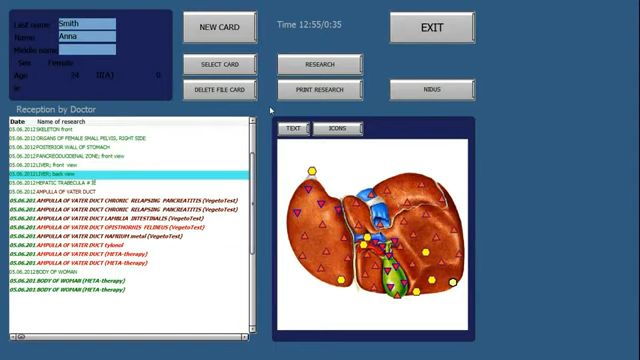 Last name: Smith
Name: Anna
Middle name:
Sex Female
Age 34 II(A) 0
NEW CARD
SELECT CARD
DELETE FILE CARD
Time 12:55/0:35
RESEARCH
PRINT RESEARCH
EXIT
NIDUS
Reception by Doctor
Date Name of research
05.06.2012 SKELETON front
05.06.2012 ORGANS OF FEMALE SMALL PELVIS, RIGHT SIDE
05.06.2012 POSTERIOR WALL OF STOMACH
05.06.2012 PANCREODUODENAL ZONE; front view
05.06.2012 LIVER; front view
05.06.2012 LIVER; back view
05.06.2012 HEPATIC TRABECULA #
05.06.2012 AMPULLA OF VATER DUCT
05.06.201 AMPULLA OF VATER DUCT CHRONIC RELAPSING PANCREATITIS (VegetoTest)
05.06.201 AMPULLA OF VATER DUCT CHRONIC RELAPSING PANCREATITIS (VegetoTest)
05.06.201 AMPULLA OF VATER DUCT LAMBLIA INTESTINALIS (VegetoTest)
05.06.201 AMPULLA OF VATER DUCT OPISTHORIS FELINEUS (VegetoTest)
05.06.201 AMPULLA OF VATER DUCT HAFNIUM metal (VegetoTest)
05.06.201 AMPULLA OF VATER DUCT tylonol
05.06.201 AMPULLA OF VATER DUCT (META-therapy)
05.06.201 AMPULLA OF VATER DUCT (META-therapy)
05.06.2012 BODY OF WOMAN
05.06.201 BODY OF WOMAN (META-therapy)
05.06.201 BODY OF WOMAN (META-therapy)
TEXT
ICONS